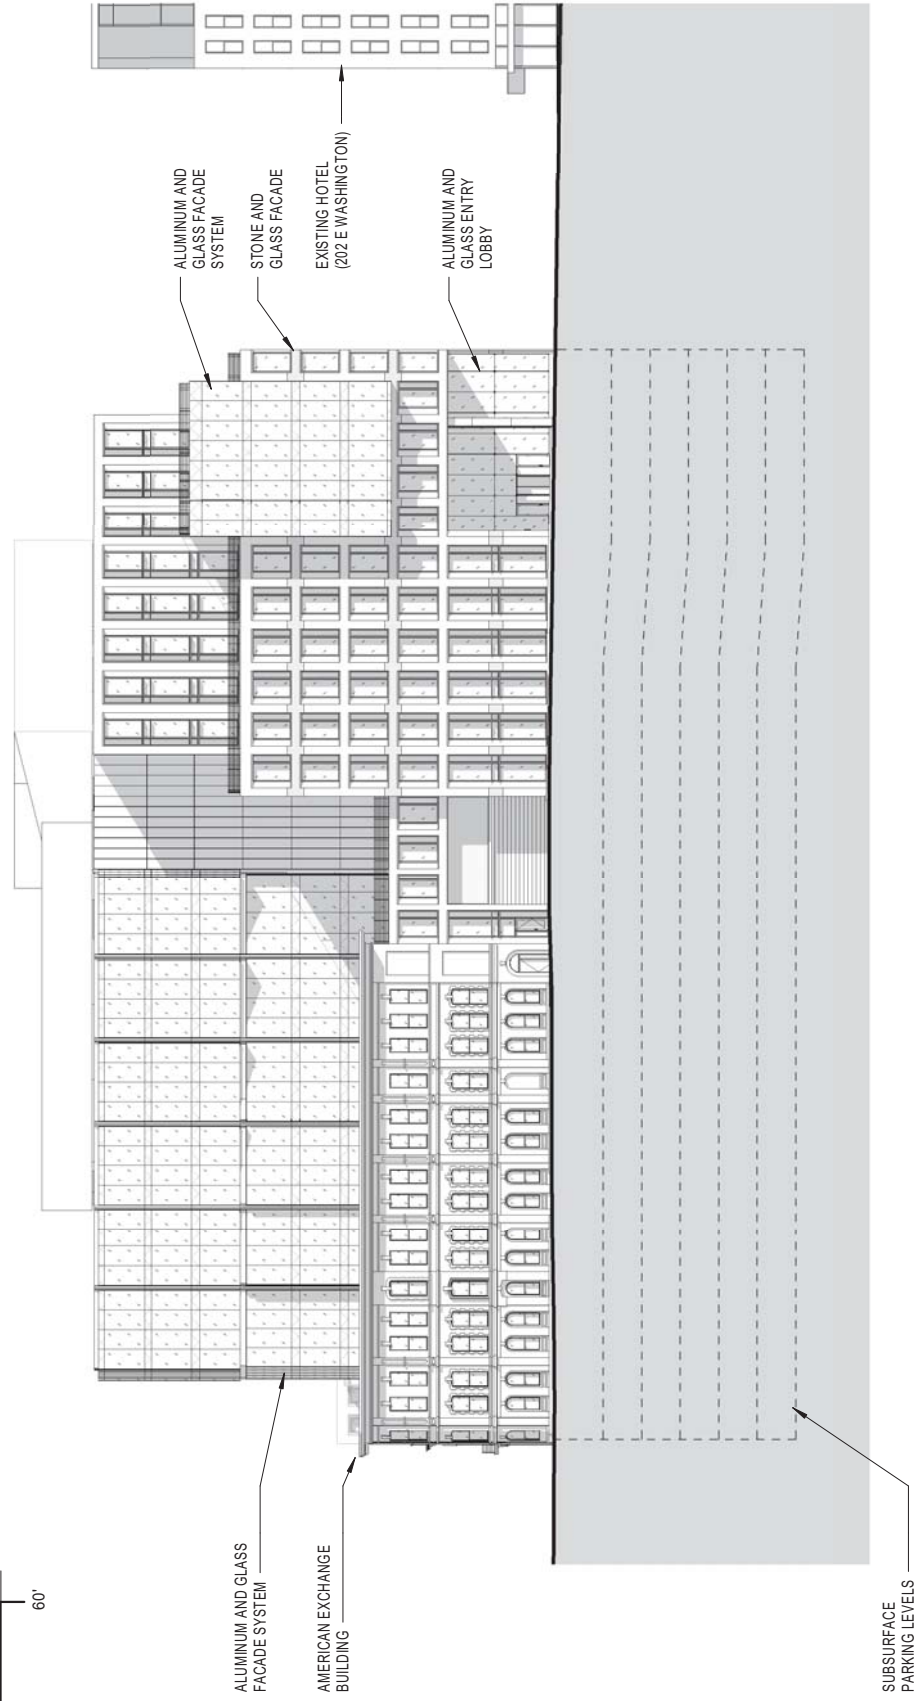 60'
ALUMINUM AND GLASS
FACADE SYSTEM
AMERICAN EXCHANGE
BUILDING
SUBSURFACE
PARKING LEVELS
ALUMINUM AND
GLASS FACADE
SYSTEM
STONE AND
GLASS FACADE
EXISTING HOTEL
(202 E WASHINGTON)
ALUMINUM AND
GLASS ENTRY
LOBBY